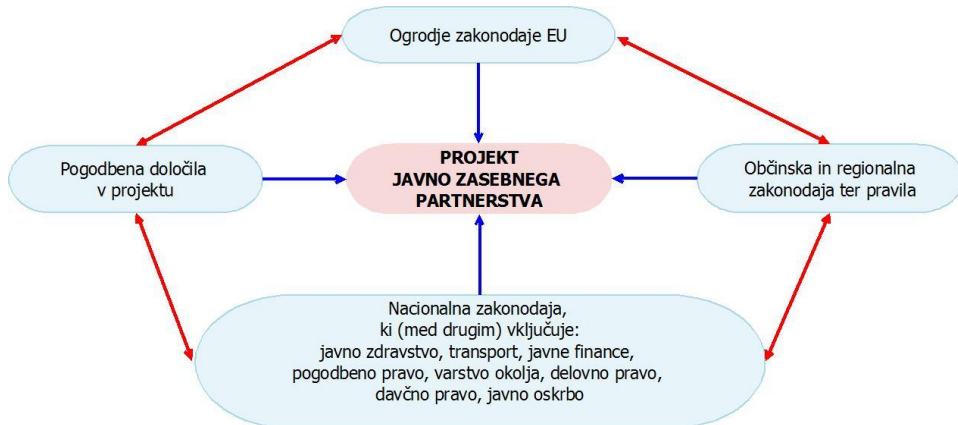 Ogrodje zakonodaje EU
Pogodbena določila
v projektu
PROJEKT
JAVNO ZASEBNEGA
PARTNERSTVA
Občinska in regionalna
zakonodaja ter pravila
Nacionalna zakonodaja,
ki (med drugim) vključuje:
javno zdravstvo, transport, javne finance,
pogodbeno pravo, varstvo okolja, delovno pravo,
davčno pravo, javno oskrbo